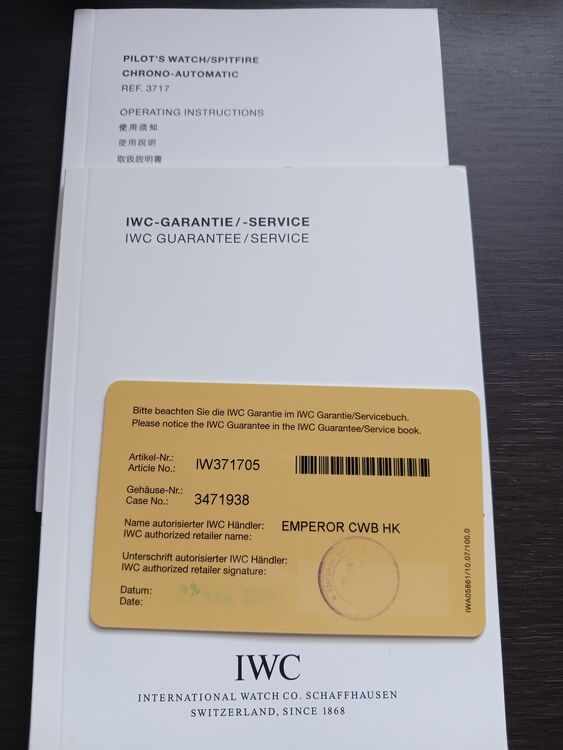 PILOT'S WATCH/SPITFIRE
CHRONO-AUTOMATIC
REF. 3717
OPERATING INSTRUCTIONS
使用须知
使用說明
取扱説明書
IWC-GARANTIE/-SERVICE
IWC GUARANTEE/SERVICE
Bitte beachten Sie die IWC Garantie im IWC Garantie/Servicebuch.
Please notice the IWC Guarantee in the IWC Guarantee/Service book.
Artikel-Nr.:
Article No.: IW371705
Gehäuse-Nr.:
Case No.: 3471938
Name autorisierter IWC Händler:
IWC authorized retailer name: EMPEROR CWB HK
Unterschrift autorisierter IWC Händler:
IWC authorized retailer signature:
Datum:
Date:
IWA05861/10.07/100.0
IWC
INTERNATIONAL WATCH CO. SCHAFFHAUSEN
SWITZERLAND, SINCE 1868